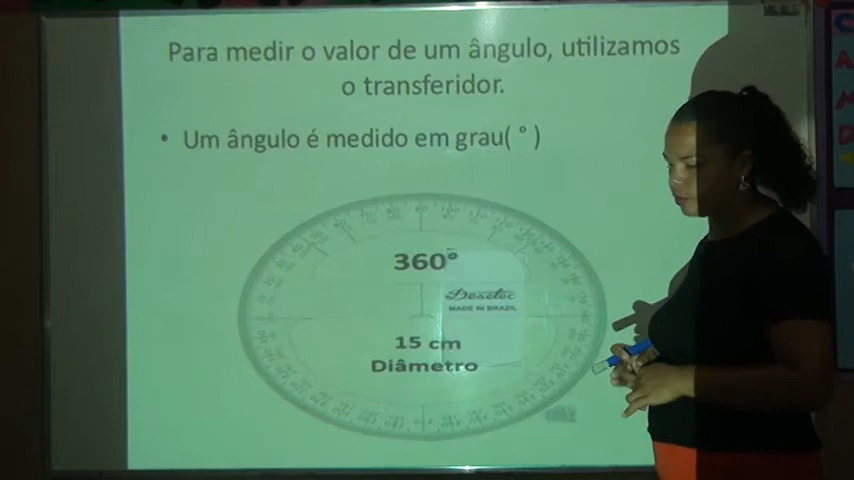 Para medir o valor de um ângulo, utilizamos
o transferidor.
• Um ângulo é medido em grau( ° )
360°
Desetec
MADE IN BRAZIL
15 cm
Diâmetro